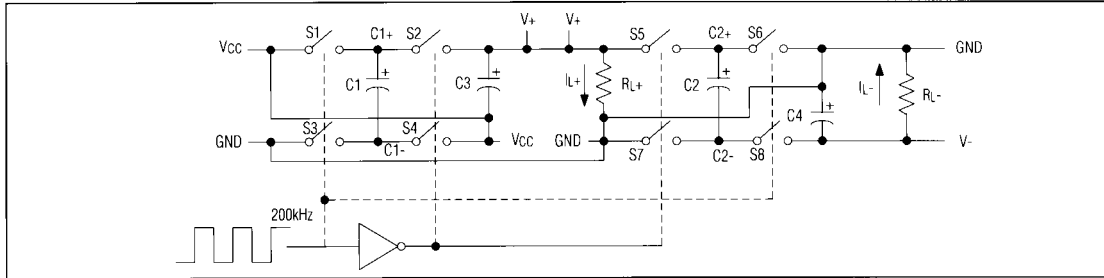 V+ V+
VCC S1 C1+ S2 S5 C2+ S6 GND
C1 C3 IL+ RL+ C2 C4 IL- RL-
GND S3 C1- S4 VCC GND S7 C2- S8 V-
200kHz